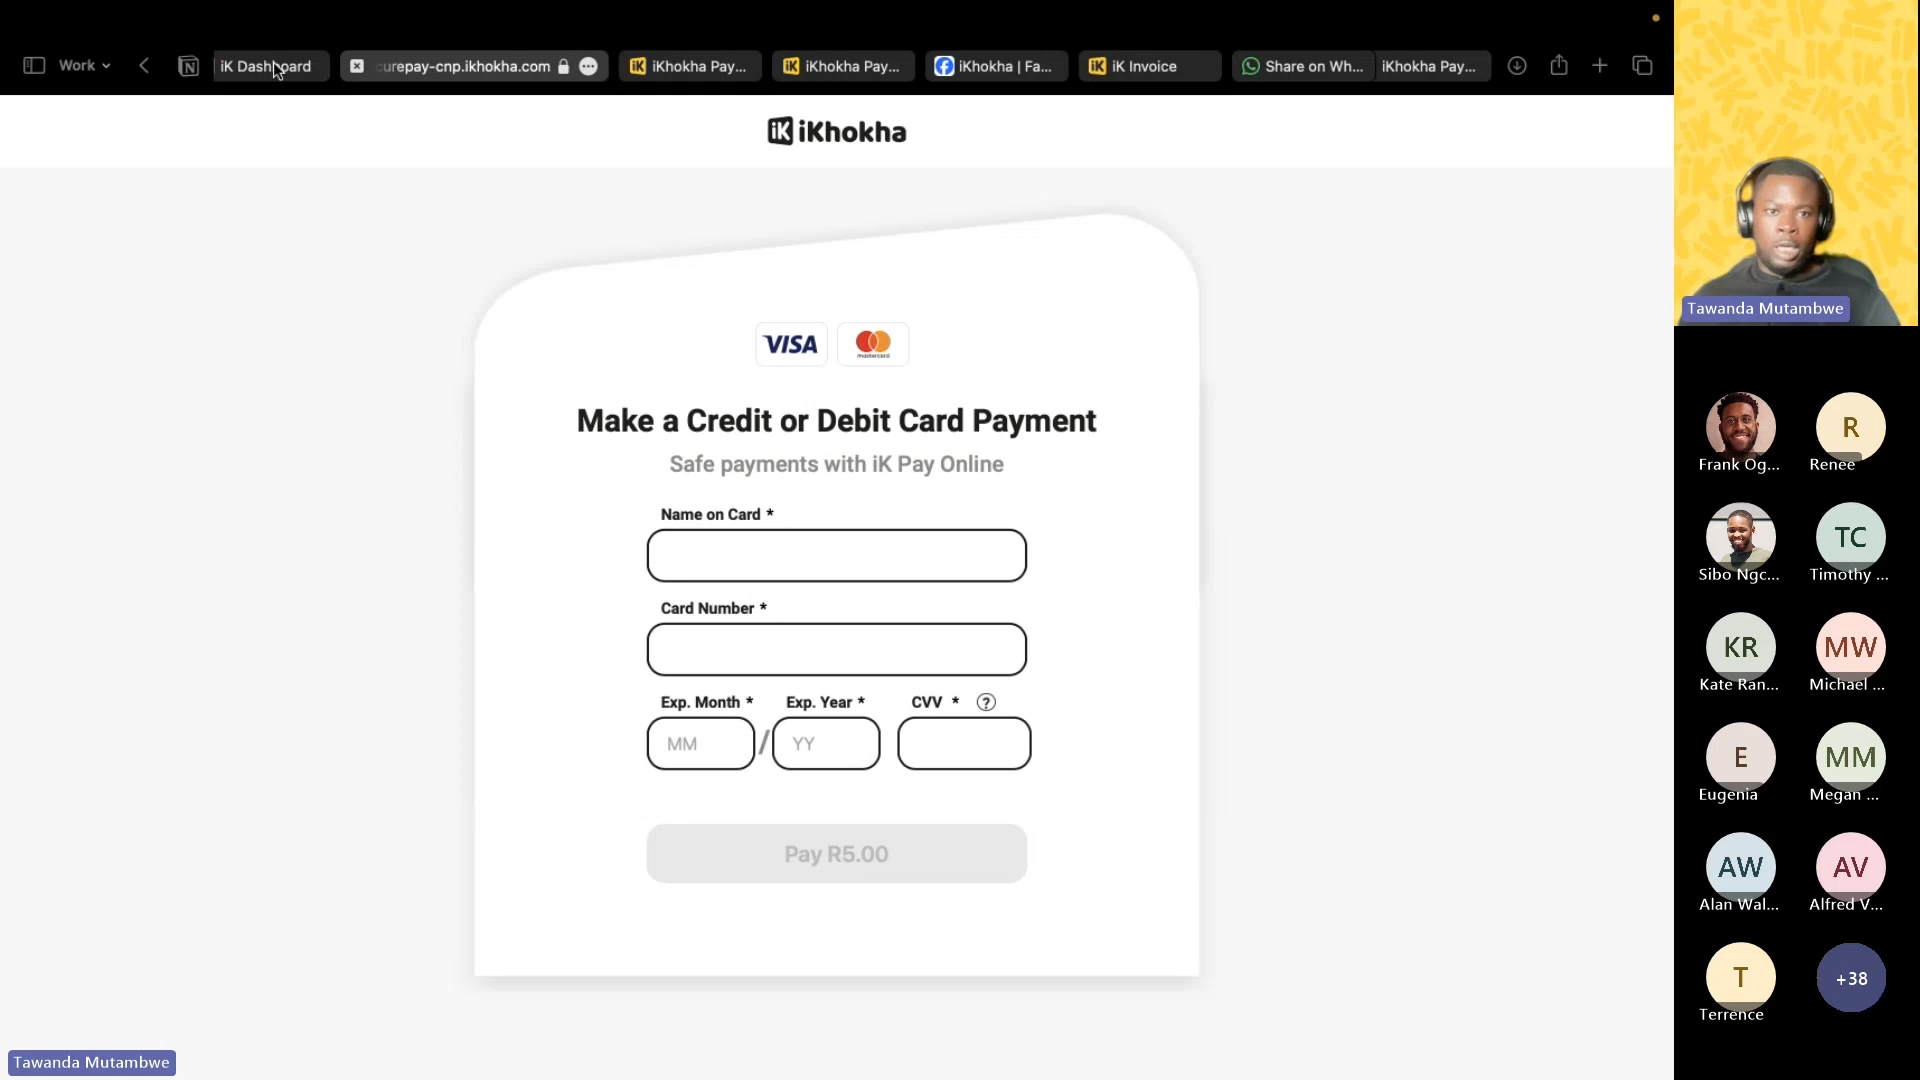 Work
iK Dashboard
curepay-cnp.ikhokha.com
iKhokha Pay...
iKhokha Pay...
iKhokha | Fa...
iK Invoice
Share on Wh...
iKhokha Pay...
iK iKhokha
VISA
mastercard
Make a Credit or Debit Card Payment
Safe payments with iK Pay Online
Name on Card *
Card Number *
Exp. Month *
Exp. Year *
CVV *
?
MM
/
YY
Pay R5.00
Tawanda Mutambwe
Tawanda Mutambwe
Frank Og...
R
Renee
Sibo Ngc...
TC
Timothy ...
KR
Kate Ran...
MW
Michael ...
E
Eugenia
MM
Megan ...
AW
Alan Wal...
AV
Alfred V...
T
Terrence
+38